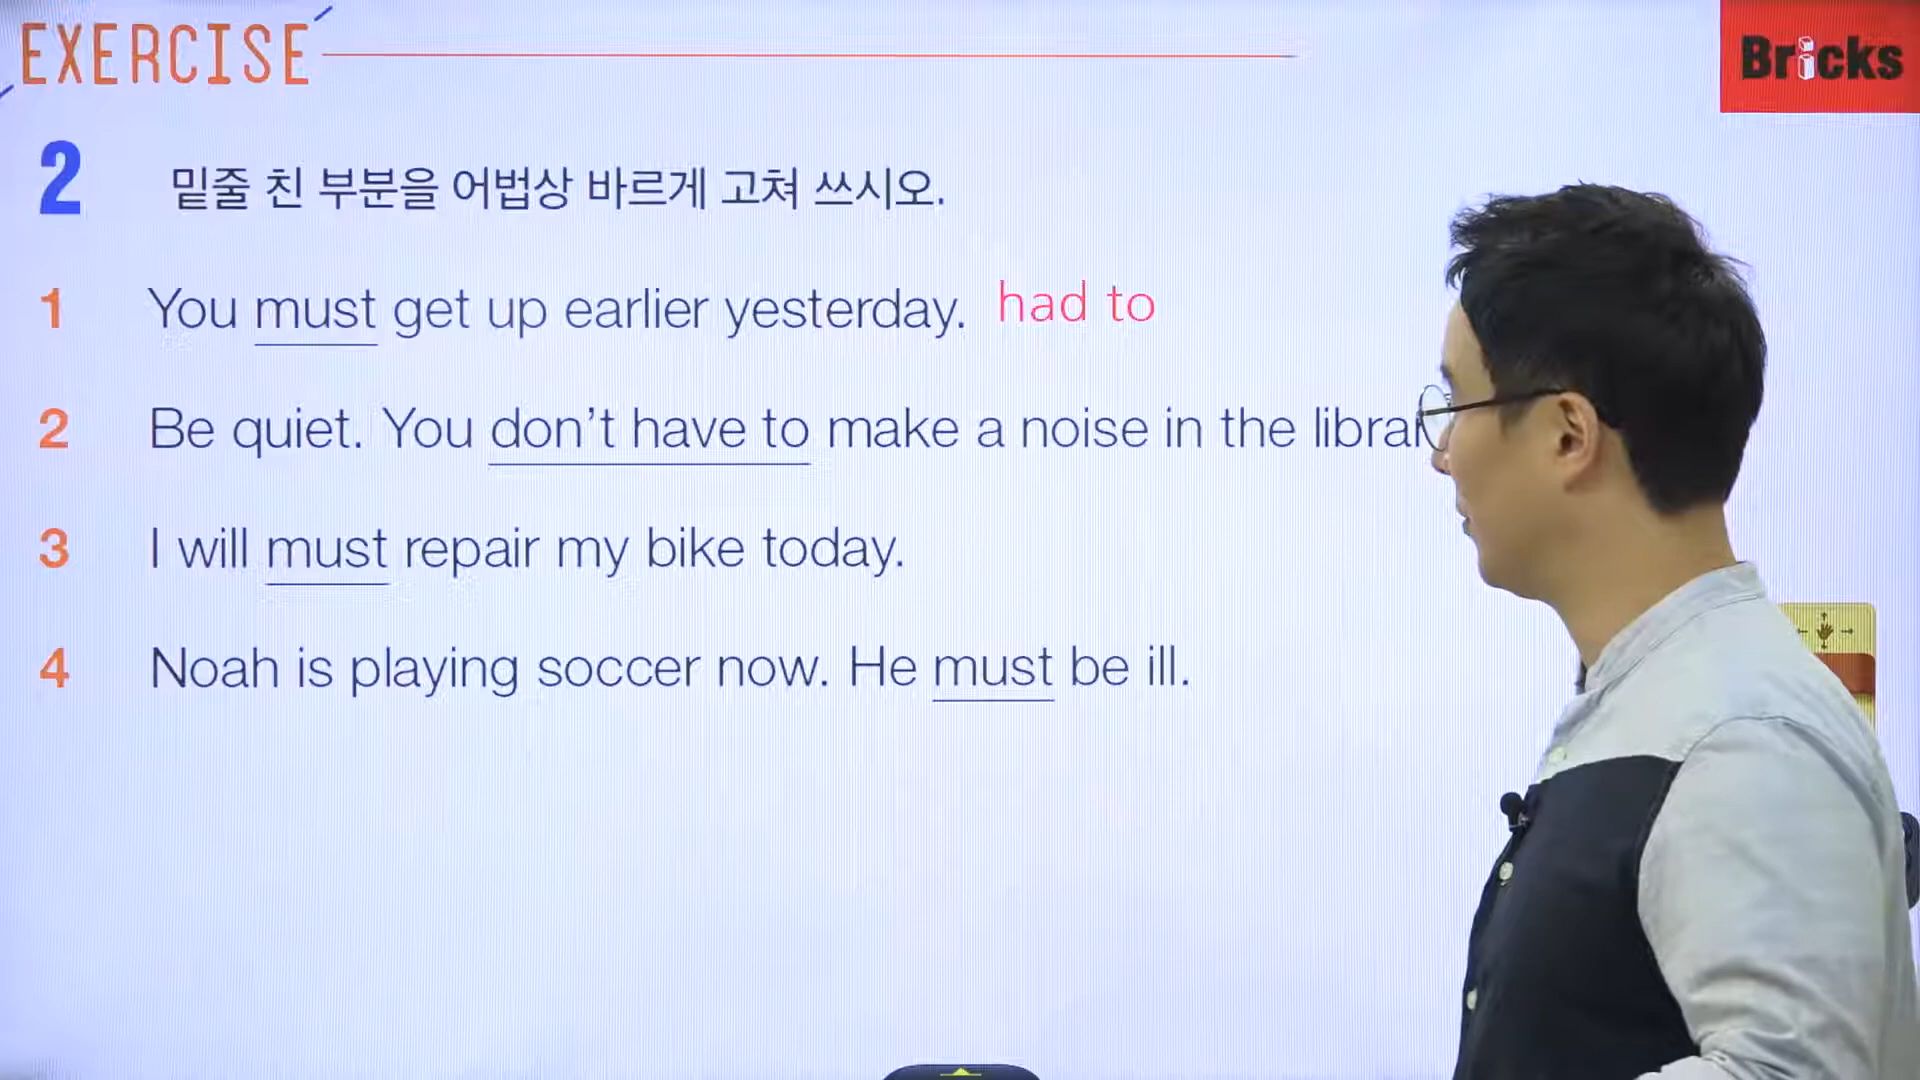 EXERCISE
Bricks
2 밑줄 친 부분을 어법상 바르게 고쳐 쓰시오.
1 You must get up earlier yesterday. had to
2 Be quiet. You don't have to make a noise in the
3 I will must repair my bike today.
4 Noah is playing soccer now. He must be ill.